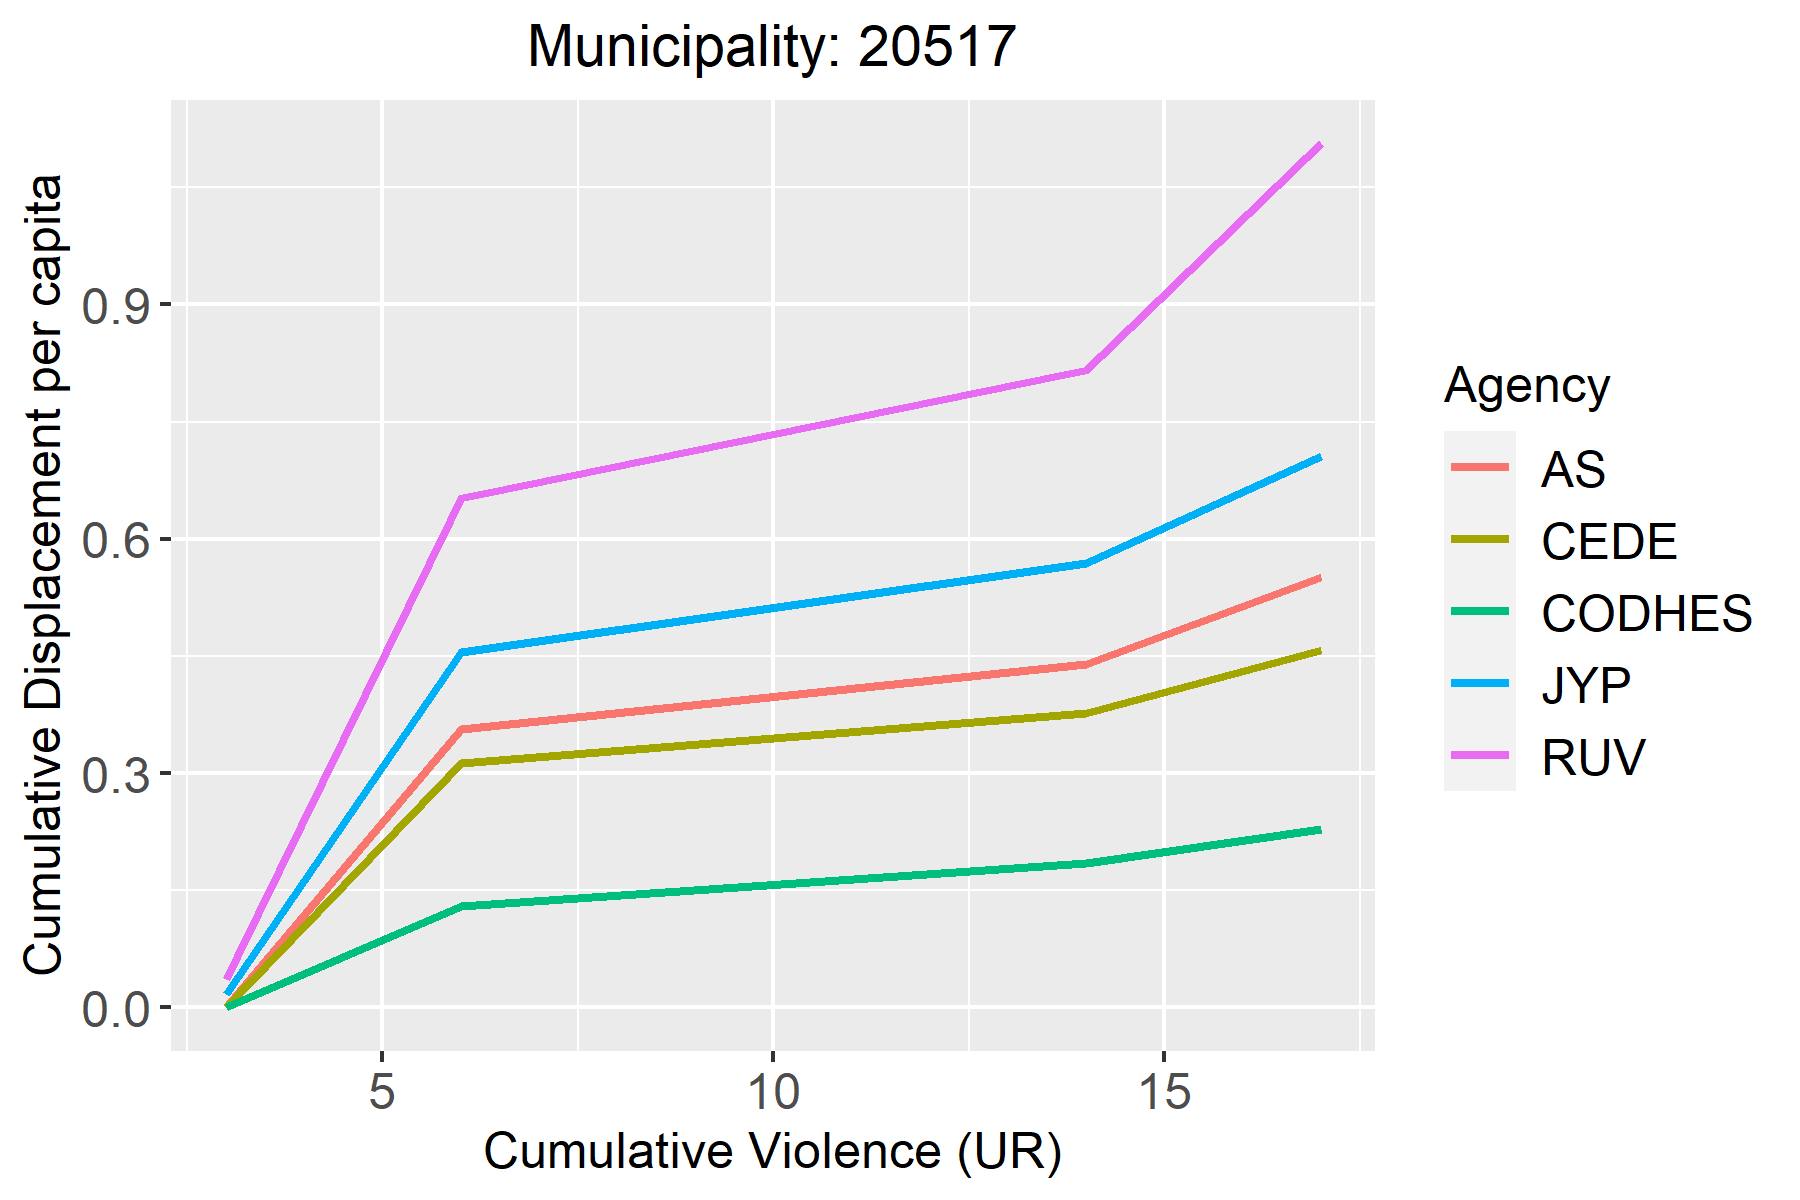 Municipality: 20517
Cumulative Displacement per capita
0.9
0.6
0.3
0.0
5
10
15
Cumulative Violence (UR)
Agency
AS
CEDE
CODHES
JYP
RUV